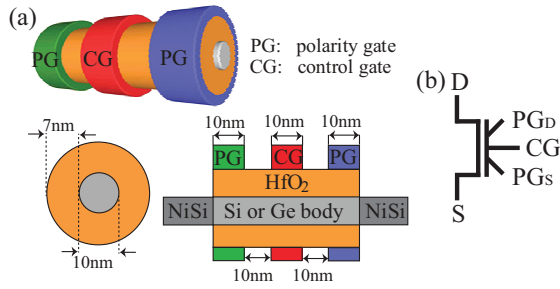 (a)
PG CG PG
PG: polarity gate
CG: control gate
(b)
D
PGD
CG
PGS
S
7nm
10nm
10nm 10nm 10nm
PG CG PG
HfO2
NiSi Si or Ge body NiSi
10nm 10nm